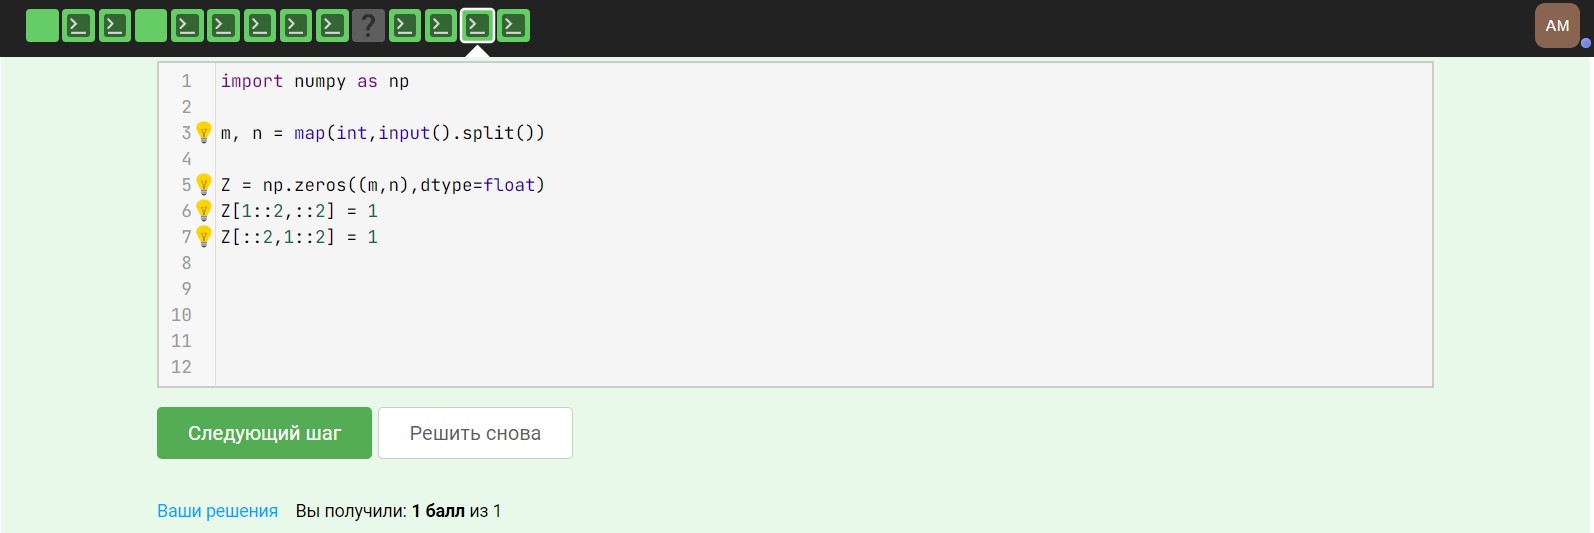 ?
AM
1 import numpy as np
2
3 m, n = map(int,input().split())
4
5 Z = np.zeros((m,n),dtype=float)
6 Z[1::2,::2] = 1
7 Z[::2,1::2] = 1
8
9
10
11
12
Следующий шаг Решить снова
Ваши решения Вы получили: 1 балл из 1